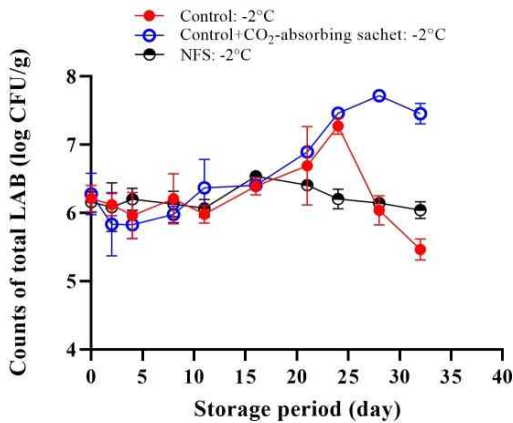 Control: -2°C
Control+CO₂-absorbing sachet: -2°C
NFS: -2°C
Counts of total LAB (log CFU/g)
8
7
6
5
4
0 5 10 15 20 25 30 35 40
Storage period (day)